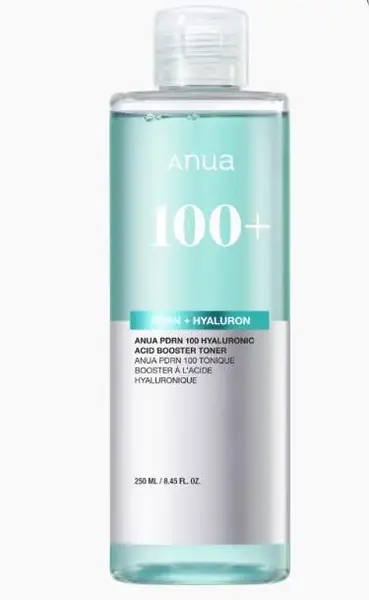 Anua
100+
PDRN + HYALURON
ANUA PDRN 100 HYALURONIC
ACID BOOSTER TONER
ANUA PDRN 100 TONIQUE
BOOSTER À L'ACIDE
HYALURONIQUE
250 ML / 8.45 FL. OZ.